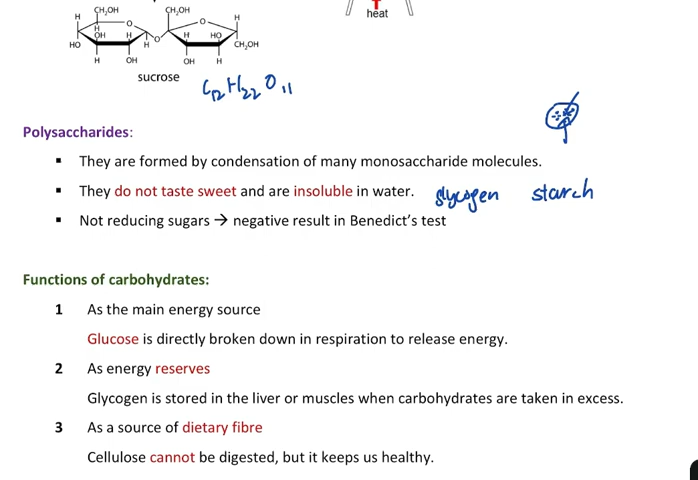 heat
CH₂OH CH₂OH
H O O H
H H
OH H H HO
HO H O CH₂OH
H OH OH H
sucrose
C₁₂H₂₂O₁₁
Polysaccharides:
▪ They are formed by condensation of many monosaccharide molecules.
▪ They do not taste sweet and are insoluble in water. glycogen starch
▪ Not reducing sugars → negative result in Benedict's test
Functions of carbohydrates:
1 As the main energy source
Glucose is directly broken down in respiration to release energy.
2 As energy reserves
Glycogen is stored in the liver or muscles when carbohydrates are taken in excess.
3 As a source of dietary fibre
Cellulose cannot be digested, but it keeps us healthy.